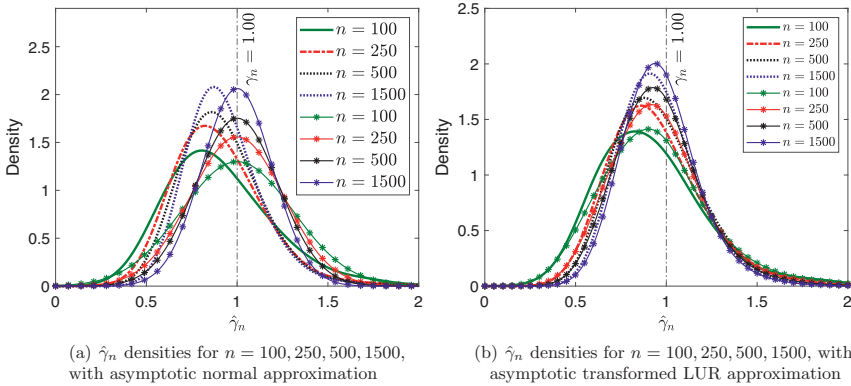 2.5
2
1.5
1
0.5
0
Density
0 0.5 1 1.5 2
γ̂ₙ
γₙ = 1.00
n = 100
n = 250
n = 500
n = 1500
n = 100
n = 250
n = 500
n = 1500
(a) γ̂ₙ densities for n = 100, 250, 500, 1500,
with asymptotic normal approximation
2.5
2
1.5
1
0.5
0
Density
0 0.5 1 1.5 2
γ̂ₙ
γₙ = 1.00
n = 100
n = 250
n = 500
n = 1500
n = 100
n = 250
n = 500
n = 1500
(b) γ̂ₙ densities for n = 100, 250, 500, 1500, with
asymptotic transformed LUR approximation